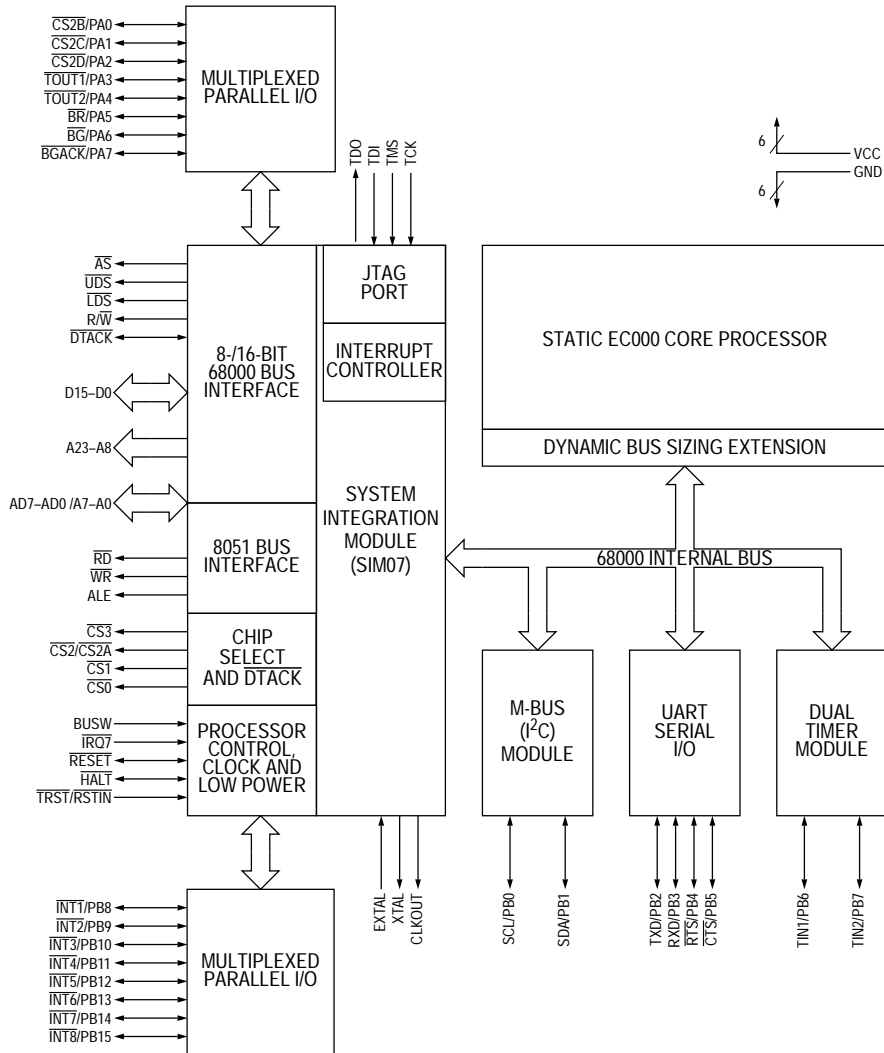 CS2B/PA0
CS2C/PA1
CS2D/PA2
TOUT1/PA3
TOUT2/PA4
BR/PA5
BG/PA6
BGACK/PA7
MULTIPLEXED
PARALLEL I/O
TDO
TDI
TMS
TCK
6
VCC
GND
6
AS
UDS
LDS
R/W
DTACK
D15–D0
A23–A8
AD7–AD0 /A7–A0
RD
WR
ALE
CS3
CS2/CS2A
CS1
CS0
BUSW
IRQ7
RESET
HALT
TRST/RSTIN
8-/16-BIT
68000 BUS
INTERFACE
8051 BUS
INTERFACE
CHIP
SELECT
AND DTACK
PROCESSOR
CONTROL,
CLOCK AND
LOW POWER
JTAG
PORT
INTERRUPT
CONTROLLER
SYSTEM
INTEGRATION
MODULE
(SIM07)
STATIC EC000 CORE PROCESSOR
DYNAMIC BUS SIZING EXTENSION
68000 INTERNAL BUS
M-BUS
(I²C)
MODULE
UART
SERIAL
I/O
DUAL
TIMER
MODULE
EXTAL
XTAL
CLKOUT
SCL/PB0
SDA/PB1
TXD/PB2
RXD/PB3
RTS/PB4
CTS/PB5
TIN1/PB6
TIN2/PB7
INT1/PB8
INT2/PB9
INT3/PB10
INT4/PB11
INT5/PB12
INT6/PB13
INT7/PB14
INT8/PB15
MULTIPLEXED
PARALLEL I/O